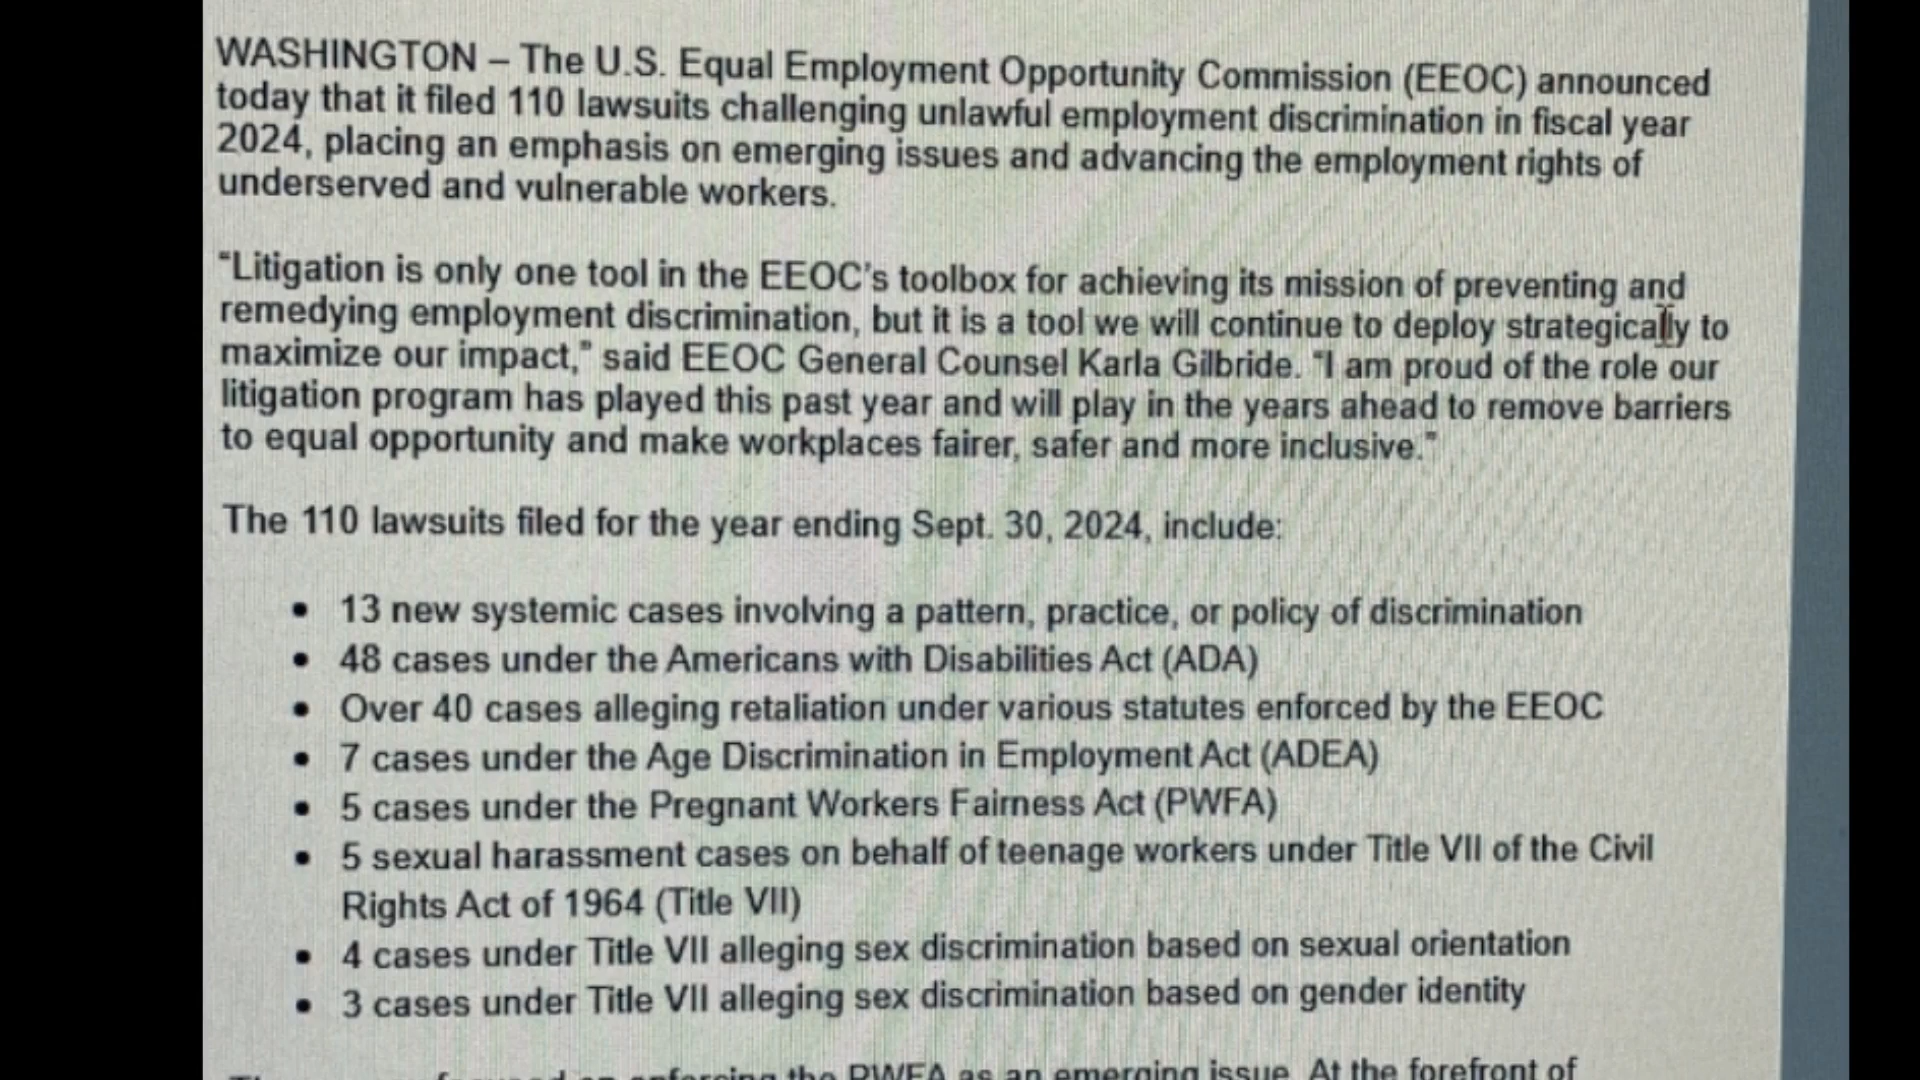 WASHINGTON – The U.S. Equal Employment Opportunity Commission (EEOC) announced
today that it filed 110 lawsuits challenging unlawful employment discrimination in fiscal year
2024, placing an emphasis on emerging issues and advancing the employment rights of
underserved and vulnerable workers.
"Litigation is only one tool in the EEOC's toolbox for achieving its mission of preventing and
remedying employment discrimination, but it is a tool we will continue to deploy strategically to
maximize our impact," said EEOC General Counsel Karla Gilbride. "I am proud of the role our
litigation program has played this past year and will play in the years ahead to remove barriers
to equal opportunity and make workplaces fairer, safer and more inclusive."
The 110 lawsuits filed for the year ending Sept. 30, 2024, include:
• 13 new systemic cases involving a pattern, practice, or policy of discrimination
• 48 cases under the Americans with Disabilities Act (ADA)
• Over 40 cases alleging retaliation under various statutes enforced by the EEOC
• 7 cases under the Age Discrimination in Employment Act (ADEA)
• 5 cases under the Pregnant Workers Fairness Act (PWFA)
• 5 sexual harassment cases on behalf of teenage workers under Title VII of the Civil
Rights Act of 1964 (Title VII)
• 4 cases under Title VII alleging sex discrimination based on sexual orientation
• 3 cases under Title VII alleging sex discrimination based on gender identity
enforcing the PWFA as an emerging issue. At the forefront of